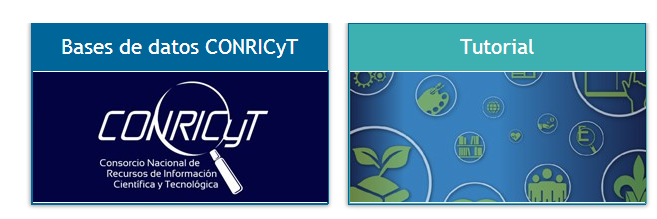 Bases de datos CONRICyT
Tutorial
CONRICyT
Consorcio Nacional de
Recursos de Información
Científica y Tecnológica